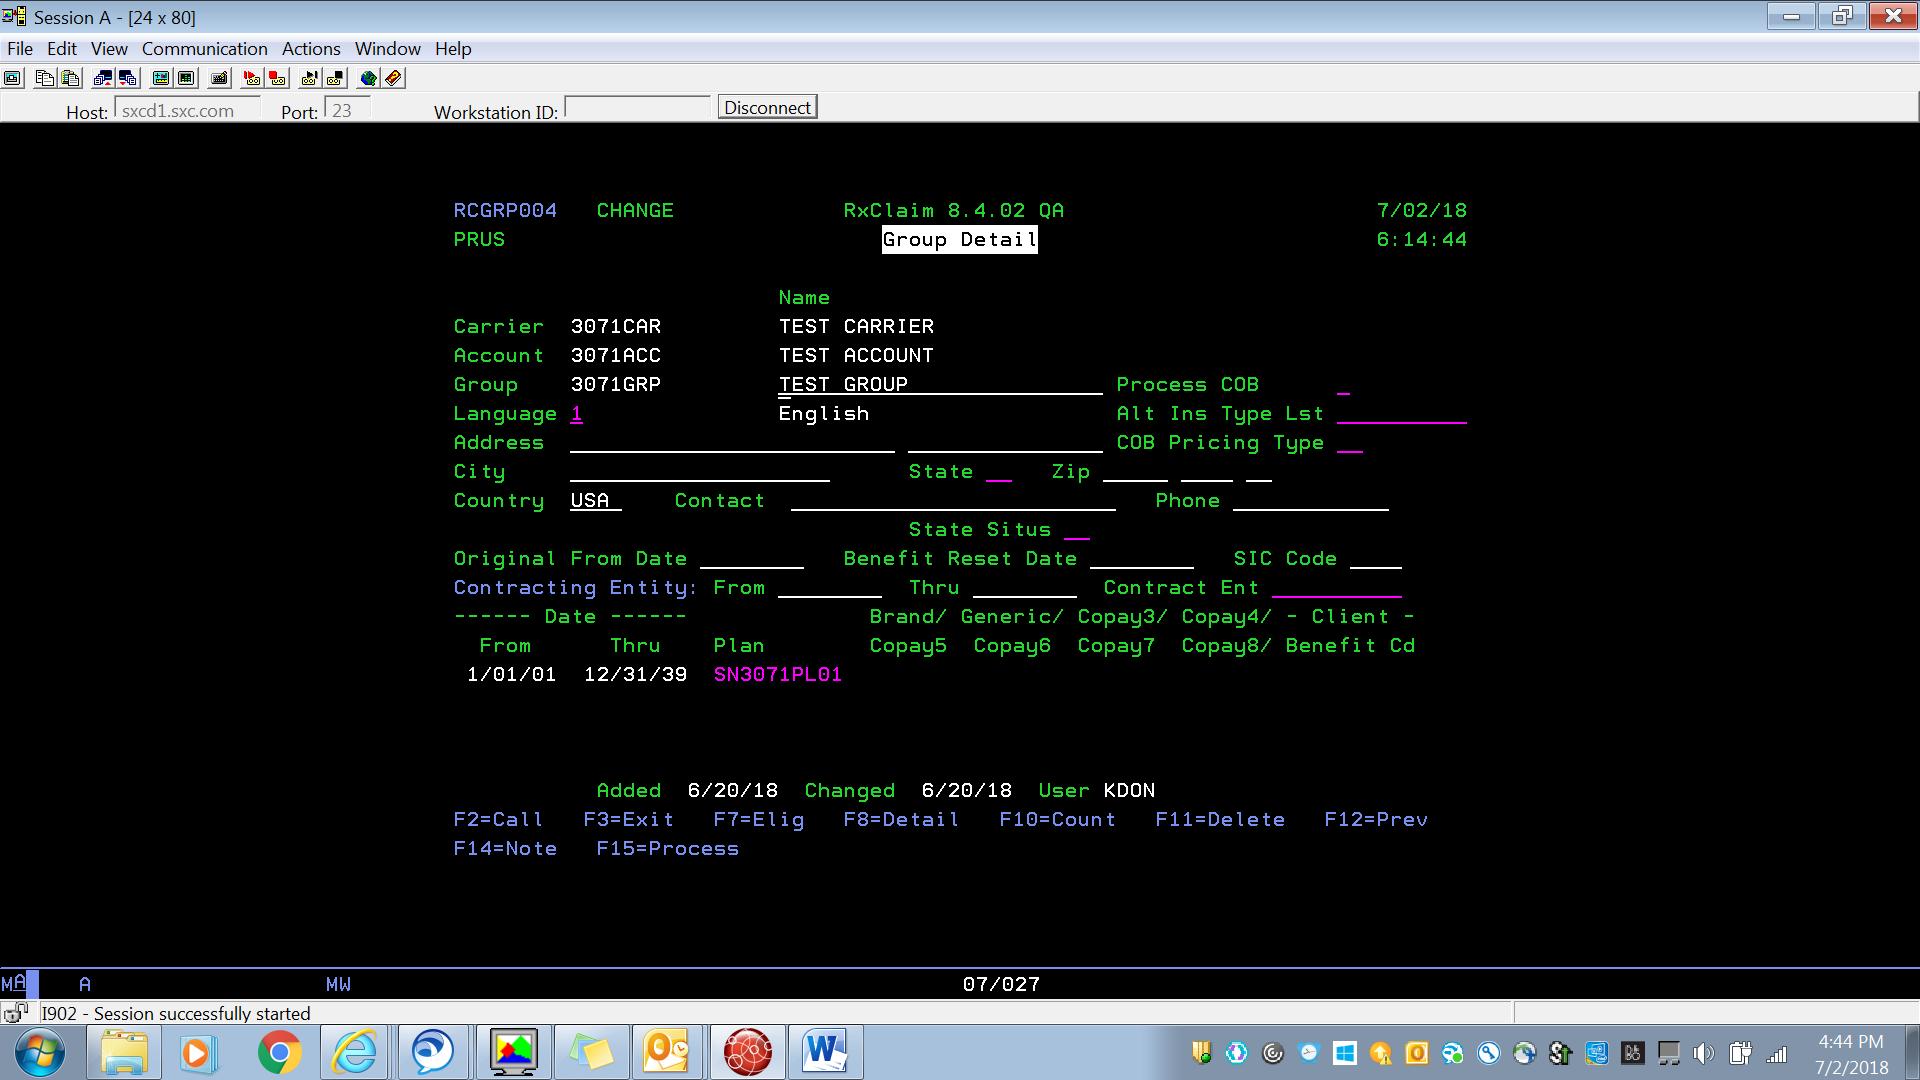 Session A - [24 x 80]
File Edit View Communication Actions Window Help
Host: sxcd1.sxc.com Port: 23 Workstation ID: Disconnect
RCGRP004 CHANGE RxClaim 8.4.02 QA 7/02/18
PRUS Group Detail 6:14:44
Name
Carrier 3071CAR TEST CARRIER
Account 3071ACC TEST ACCOUNT
Group 3071GRP TEST GROUP Process COB _
Language 1 English Alt Ins Type Lst
Address COB Pricing Type
City State Zip
Country USA Contact Phone
State Situs
Original From Date Benefit Reset Date SIC Code
Contracting Entity: From Thru Contract Ent
------ Date ------ Brand/ Generic/ Copay3/ Copay4/ - Client -
From Thru Plan Copay5 Copay6 Copay7 Copay8/ Benefit Cd
1/01/01 12/31/39 SN3071PL01
Added 6/20/18 Changed 6/20/18 User KDON
F2=Call F3=Exit F7=Elig F8=Detail F10=Count F11=Delete F12=Prev
F14=Note F15=Process
MA A MW 07/027
I902 - Session successfully started
4:44 PM
7/2/2018